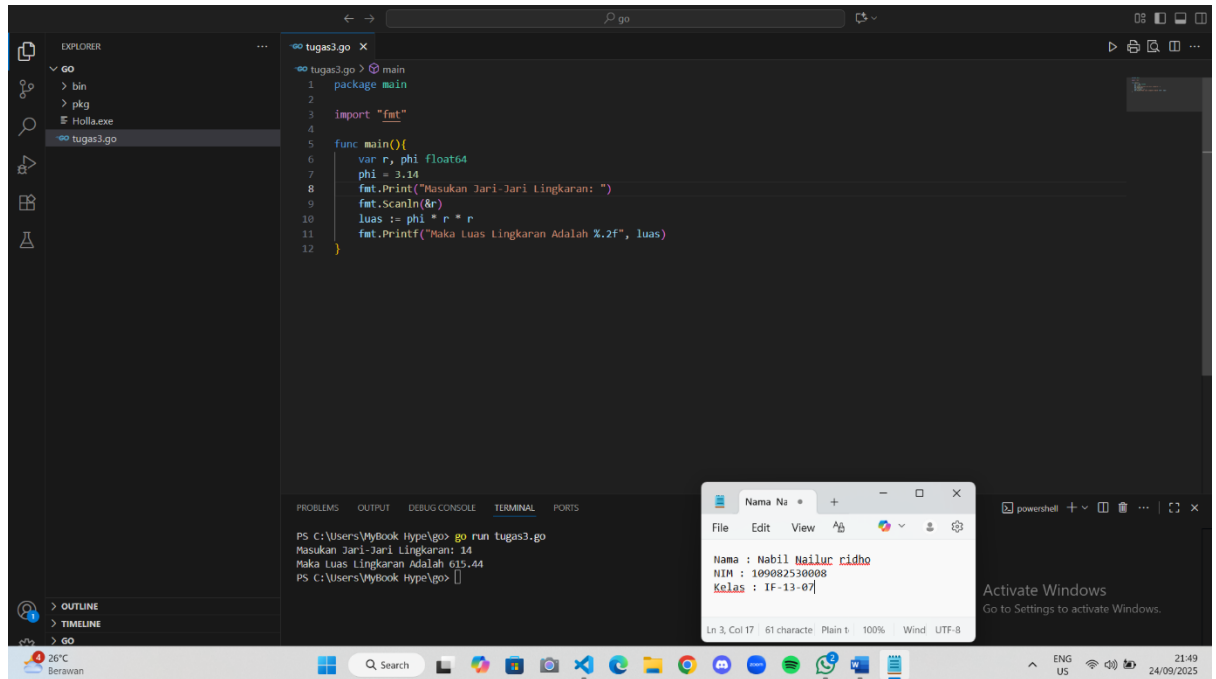 go
EXPLORER
GO
bin
pkg
Holla.exe
tugas3.go
tugas3.go
tugas3.go > main
1 package main
2
3 import "fmt"
4
5 func main(){
6 var r, phi float64
7 phi = 3.14
8 fmt.Print("Masukan Jari-Jari Lingkaran: ")
9 fmt.Scanln(&r)
10 luas := phi * r * r
11 fmt.Printf("Maka Luas Lingkaran Adalah %.2f", luas)
12 }
PROBLEMS OUTPUT DEBUG CONSOLE TERMINAL PORTS
powershell
PS C:\Users\MyBook Hype\go> go run tugas3.go
Masukan Jari-Jari Lingkaran: 14
Maka Luas Lingkaran Adalah 615.44
PS C:\Users\MyBook Hype\go>
Nama Na
File Edit View
Nama : Nabil Nailur ridho
NIM : 109082530008
Kelas : IF-13-07
Ln 3, Col 17 61 characte Plain t 100% Wind UTF-8
Activate Windows
Go to Settings to activate Windows.
OUTLINE
TIMELINE
GO
1
4
26°C
Berawan
Search
zoom
2
ENG
US
21:49
24/09/2025